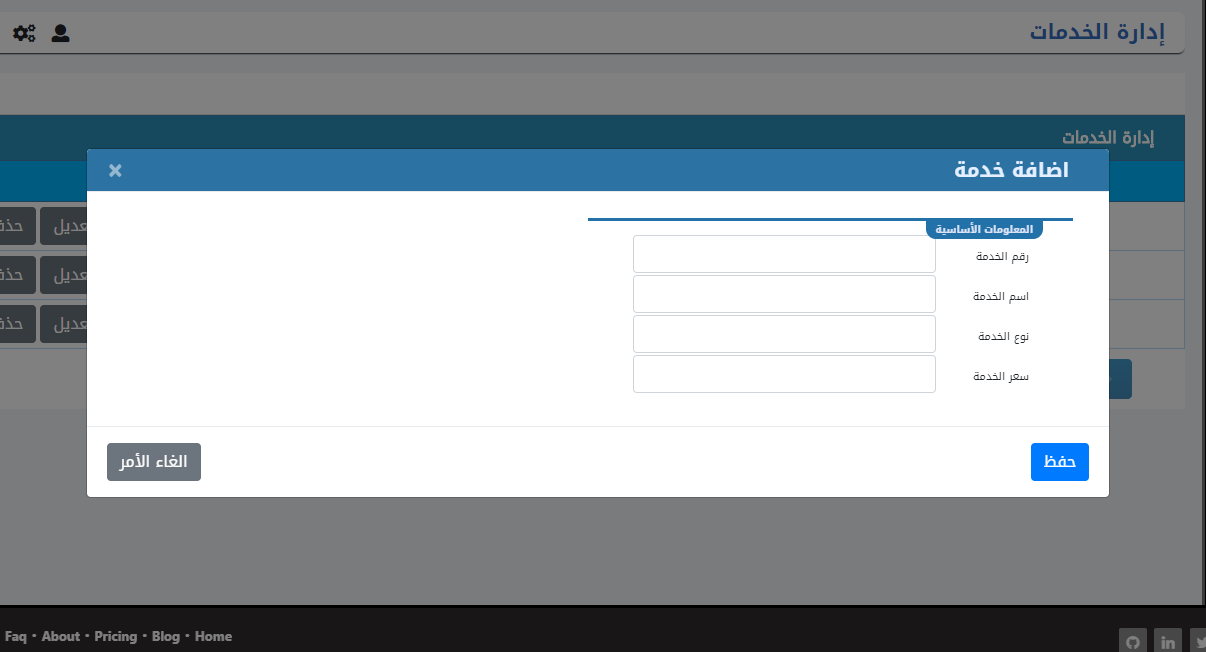 إدارة الخدمات
إدارة الخدمات
اضافة خدمة
المعلومات الأساسية
رقم الخدمة
اسم الخدمة
نوع الخدمة
سعر الخدمة
حفظ
الغاء الأمر
Faq • About • Pricing • Blog • Home